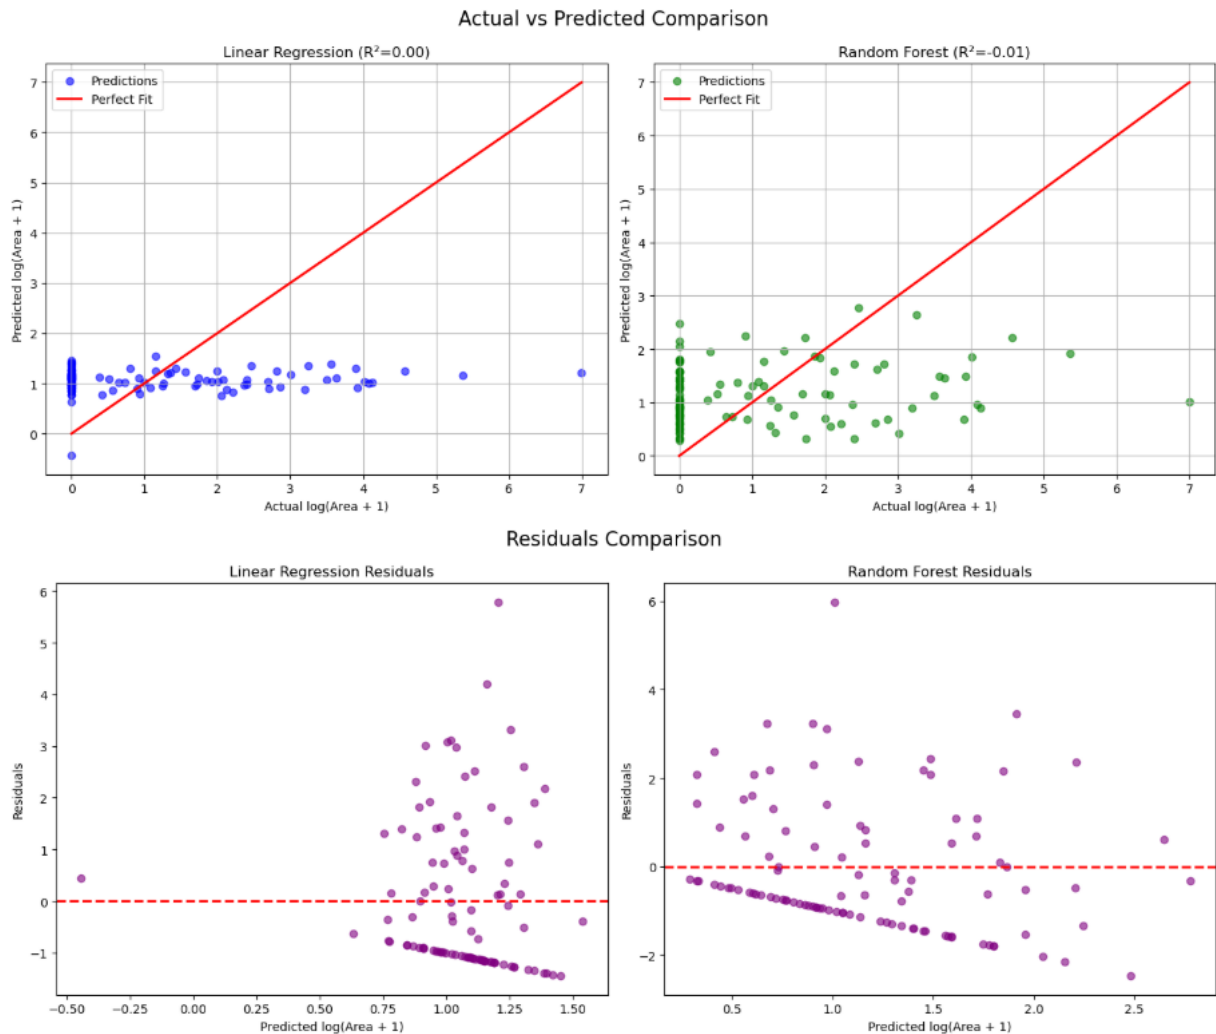 Actual vs Predicted Comparison
Linear Regression (R²=0.00)
Predictions
Perfect Fit
7
6
5
4
3
2
1
0
Predicted log(Area + 1)
0 1 2 3 4 5 6 7
Actual log(Area + 1)
Random Forest (R²=-0.01)
Predictions
Perfect Fit
7
6
5
4
3
2
1
0
Predicted log(Area + 1)
0 1 2 3 4 5 6 7
Actual log(Area + 1)
Residuals Comparison
Linear Regression Residuals
6
5
4
3
2
1
0
−1
Residuals
−0.50 −0.25 0.00 0.25 0.50 0.75 1.00 1.25 1.50
Predicted log(Area + 1)
Random Forest Residuals
6
4
2
0
−2
Residuals
0.5 1.0 1.5 2.0 2.5
Predicted log(Area + 1)